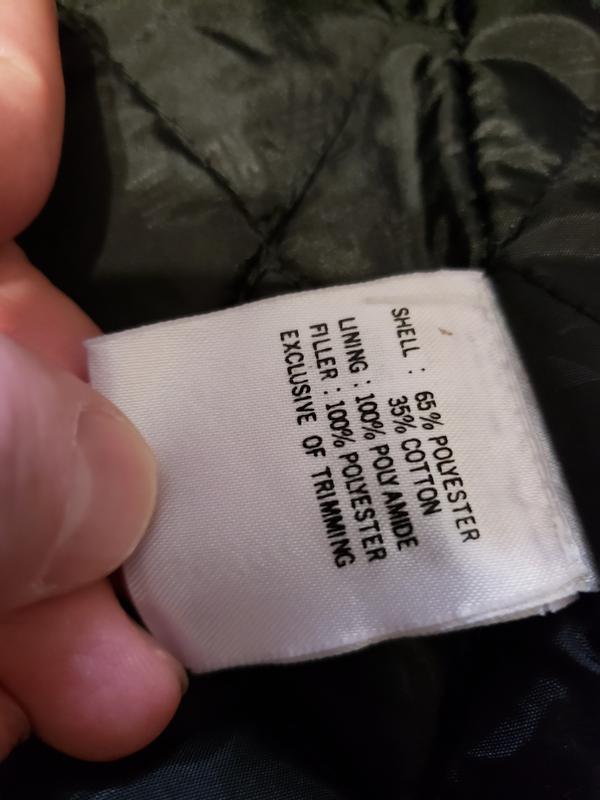 SHELL : 65% POLYESTER
35% COTTON
LINING : 100% POLYAMIDE
FILLER : 100% POLYESTER
EXCLUSIVE OF TRIMMING